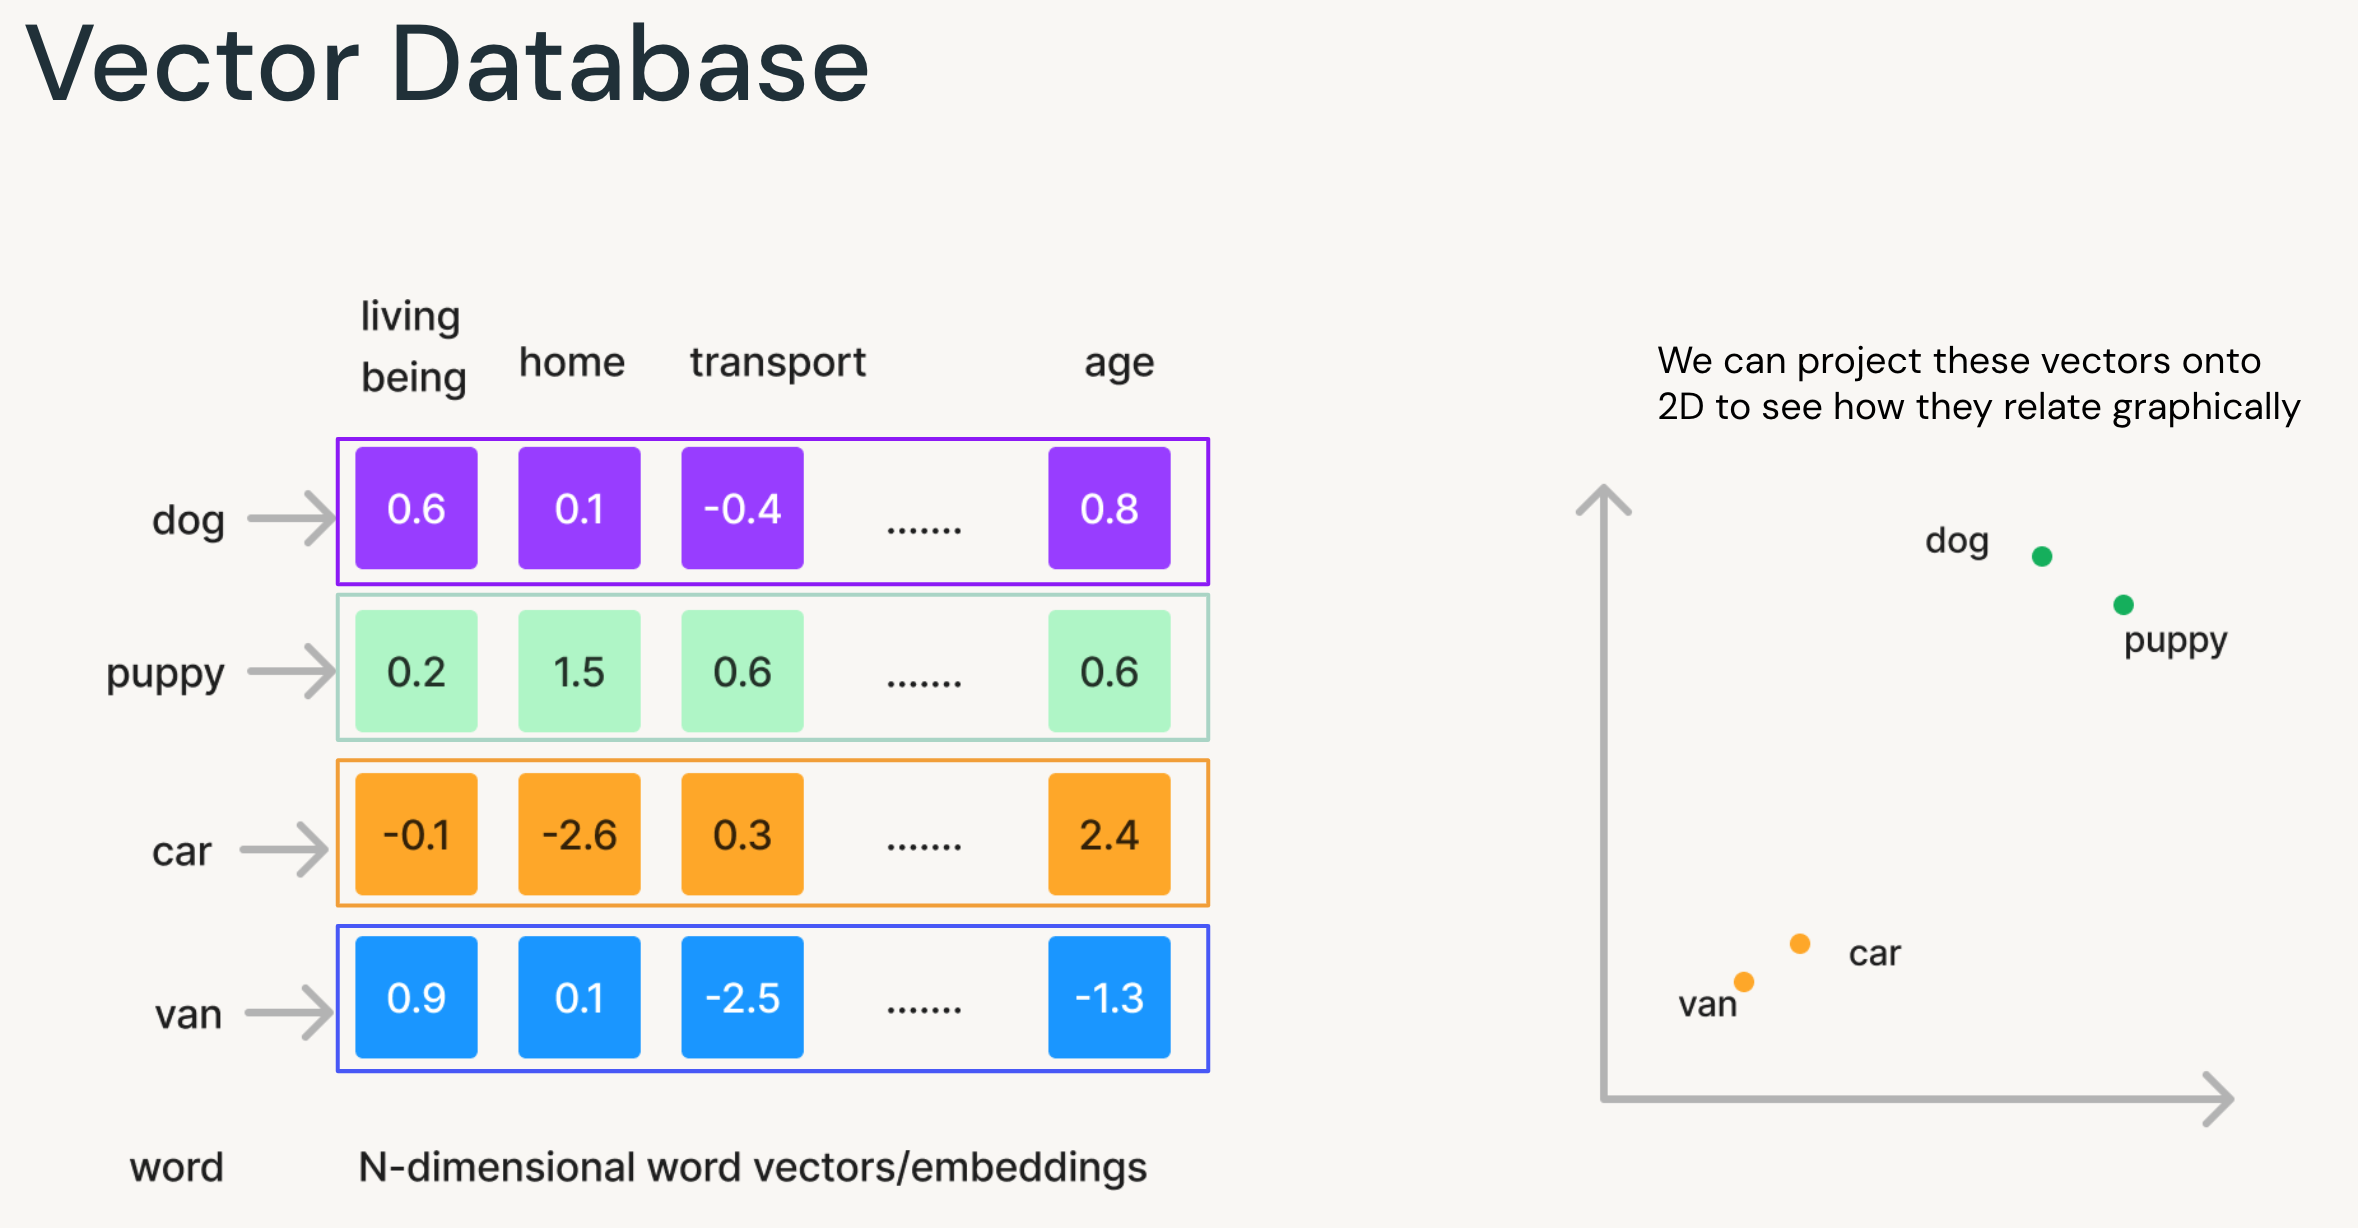 Vector Database
living
being
home
transport
age
dog
0.6
0.1
-0.4
.......
0.8
puppy
0.2
1.5
0.6
.......
0.6
car
-0.1
-2.6
0.3
.......
2.4
van
0.9
0.1
-2.5
.......
-1.3
word
N-dimensional word vectors/embeddings
We can project these vectors onto
2D to see how they relate graphically
dog
puppy
car
van